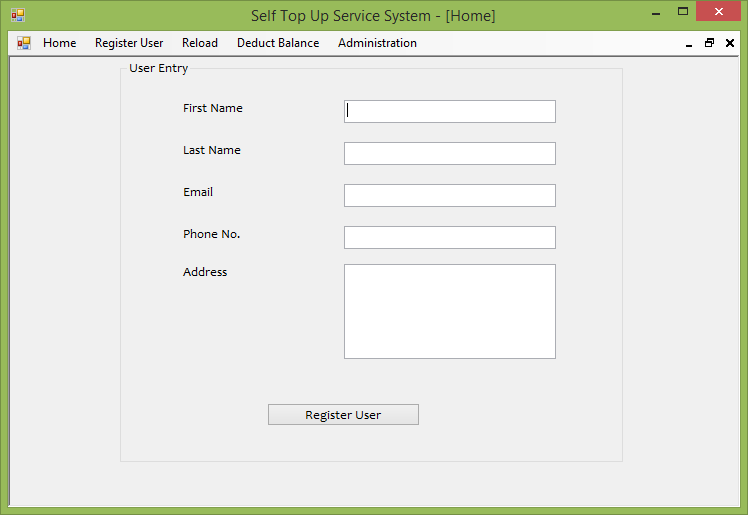 Self Top Up Service System - [Home]
Home Register User Reload Deduct Balance Administration
User Entry
First Name
Last Name
Email
Phone No.
Address
Register User